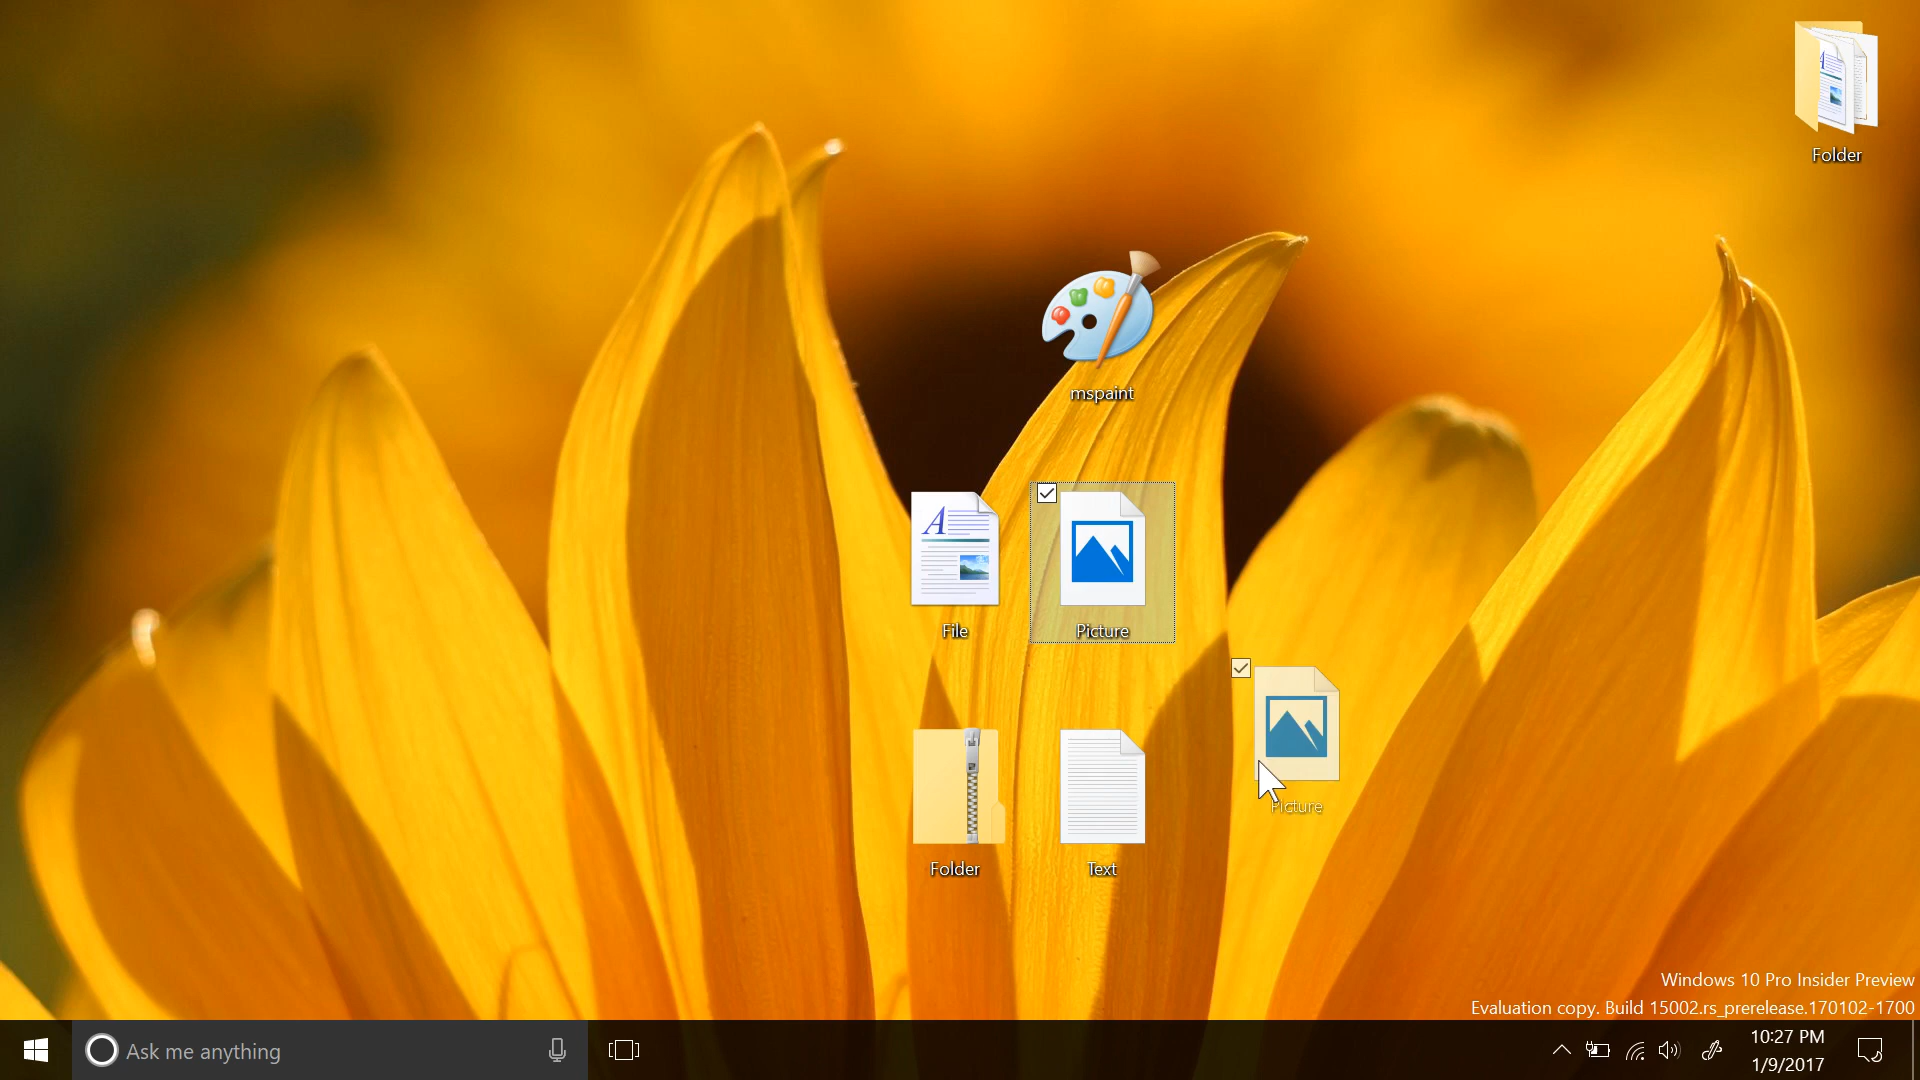 Folder
mspaint
File
Picture
Picture
Folder
Text
Windows 10 Pro Insider Preview
Evaluation copy. Build 15002.rs_prerelease.170102-1700
Ask me anything
10:27 PM
1/9/2017